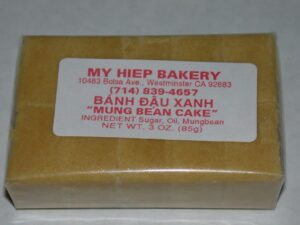 MY HIEP BAKERY
10483 Bolsa Ave., Westminster CA 92683
(714) 839-4657
BÁNH ĐẬU XANH
"MUNG BEAN CAKE"
INGREDIENT Sugar, Oil, Mungbean
NET WT. 3 OZ. (85g)